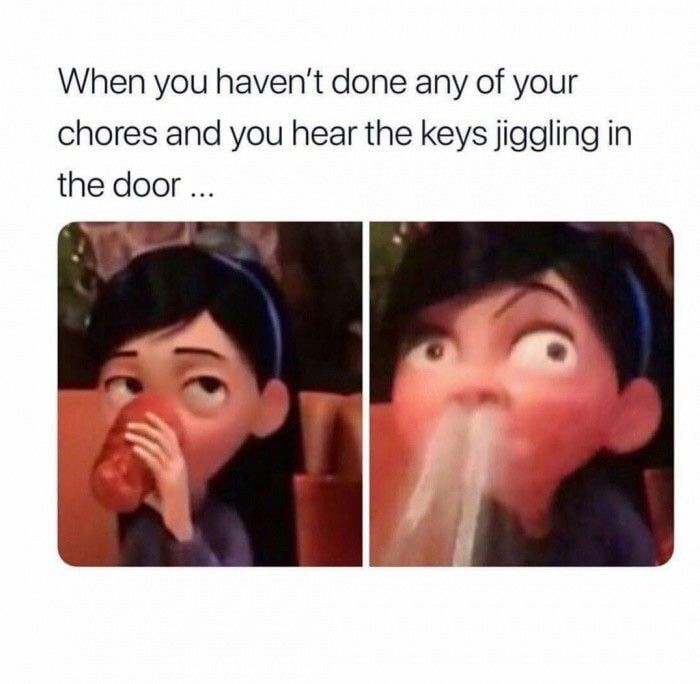 When you haven't done any of your
chores and you hear the keys jiggling in
the door ...